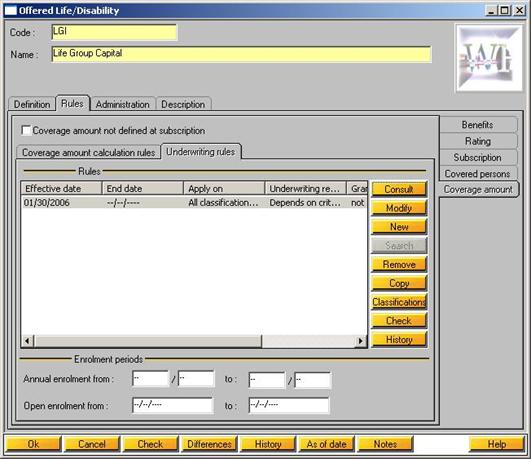 Offered Life/Disability
Code : LGI
Name : Life Group Capital
Definition Rules Administration Description
Coverage amount not defined at subscription
Coverage amount calculation rules Underwriting rules
Rules
Effective date End date Apply on Underwriting re... Gran
01/30/2006 --/--/---- All classification... Depends on crit... not
Consult
Modify
New
Search
Remove
Copy
Classifications
Check
History
Benefits
Rating
Subscription
Covered persons
Coverage amount
Enrolment periods
Annual enrolment from : -- / -- to : -- / --
Open enrolment from : --/--/---- to : --/--/----
Ok Cancel Check Differences History As of date Notes Help